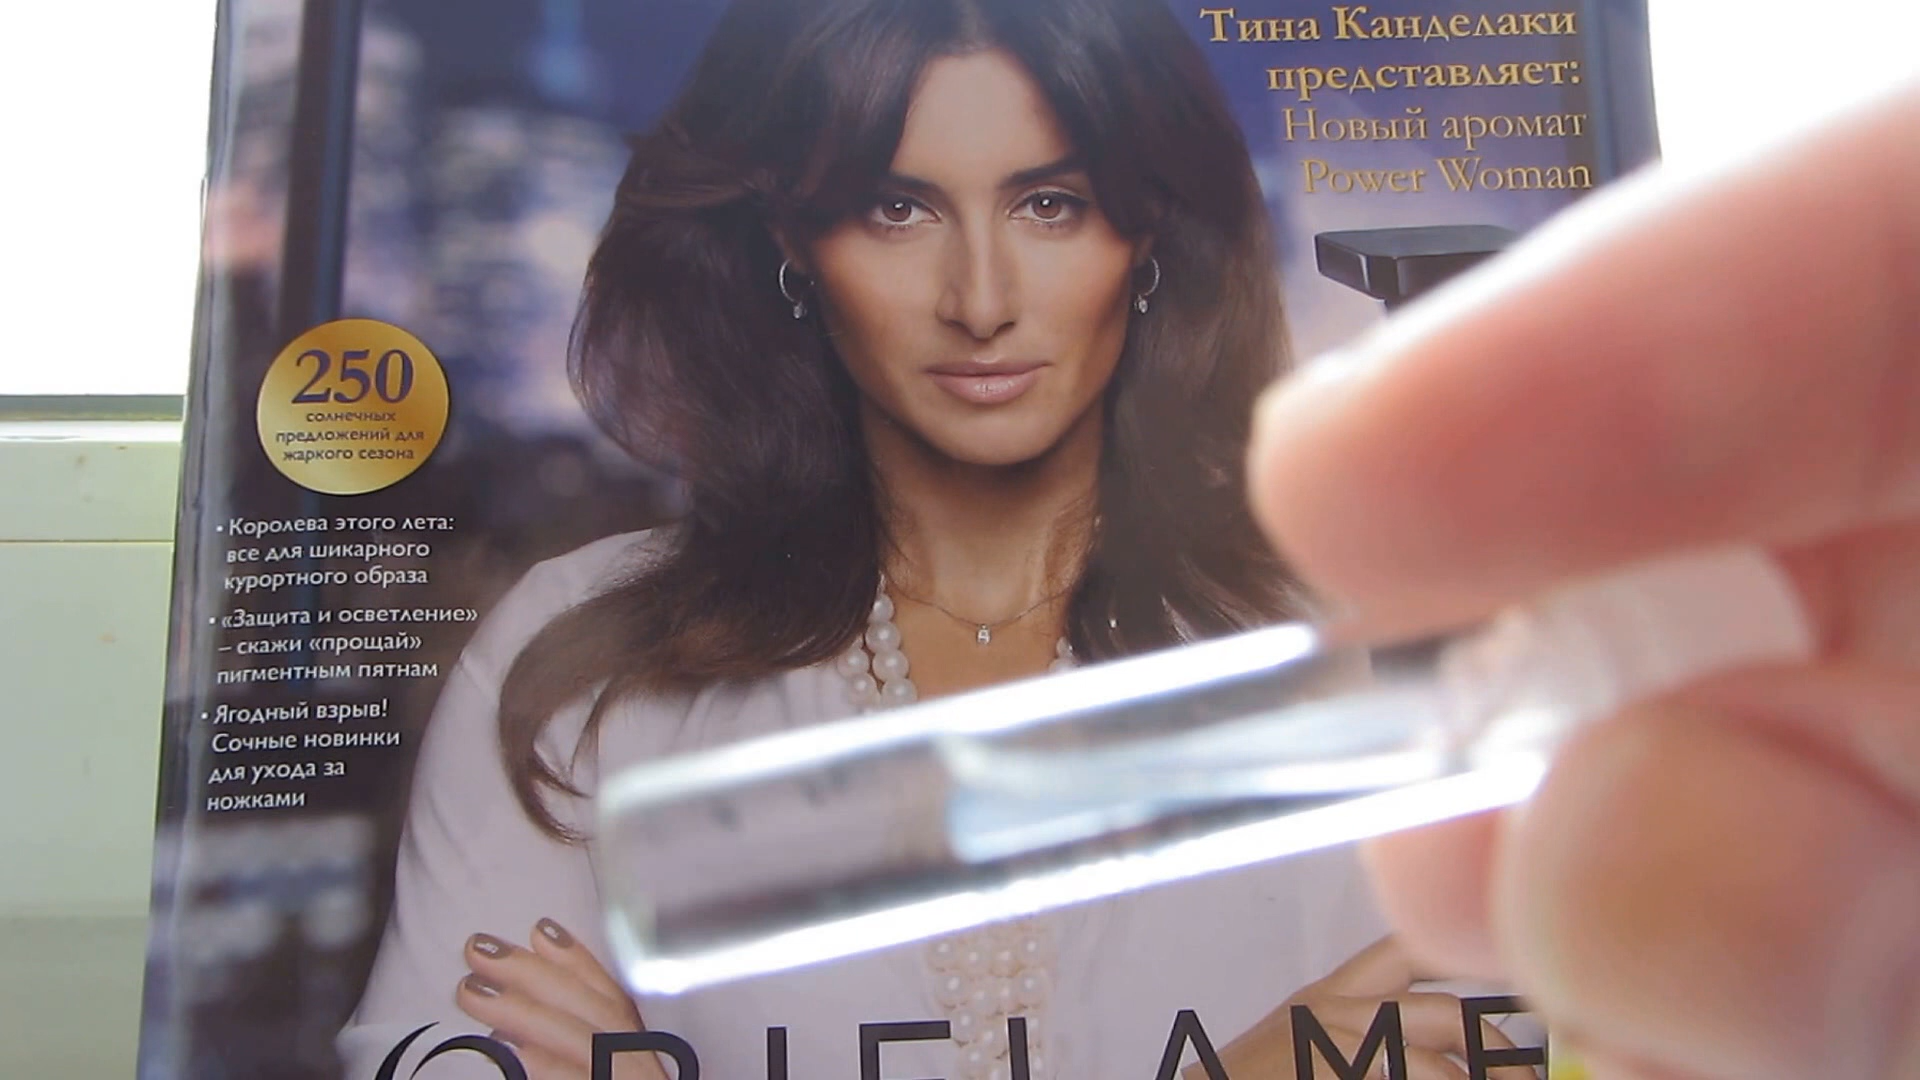 Тина Канделаки
представляет:
Новый аромат
Power Woman
250
солнечных
предложений для
жаркого сезона
• Королева этого лета:
все для шикарного
курортного образа
• «Защита и осветление»
– скажи «прощай»
пигментным пятнам
• Ягодный взрыв!
Сочные новинки
для ухода за
ножками
ORIFLAME